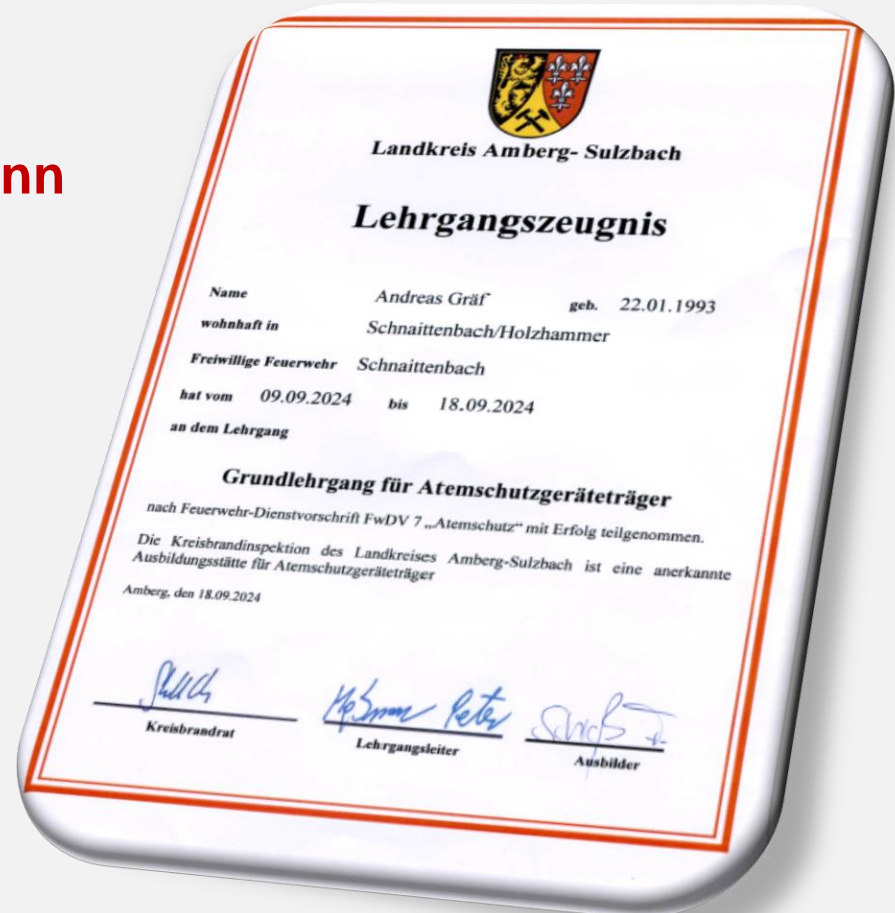 nn
Landkreis Amberg- Sulzbach
Lehrgangszeugnis
Name Andreas Gräf geb. 22.01.1993
wohnhaft in Schnaittenbach/Holzhammer
Freiwillige Feuerwehr Schnaittenbach
hat vom 09.09.2024 bis 18.09.2024
an dem Lehrgang
Grundlehrgang für Atemschutzgeräteträger
nach Feuerwehr-Dienstvorschrift FwDV 7 „Atemschutz“ mit Erfolg teilgenommen.
Die Kreisbrandinspektion des Landkreises Amberg-Sulzbach ist eine anerkannte
Ausbildungsstätte für Atemschutzgeräteträger
Amberg, den 18.09.2024
Peter
Kreisbrandrat Lehrgangsleiter Ausbilder